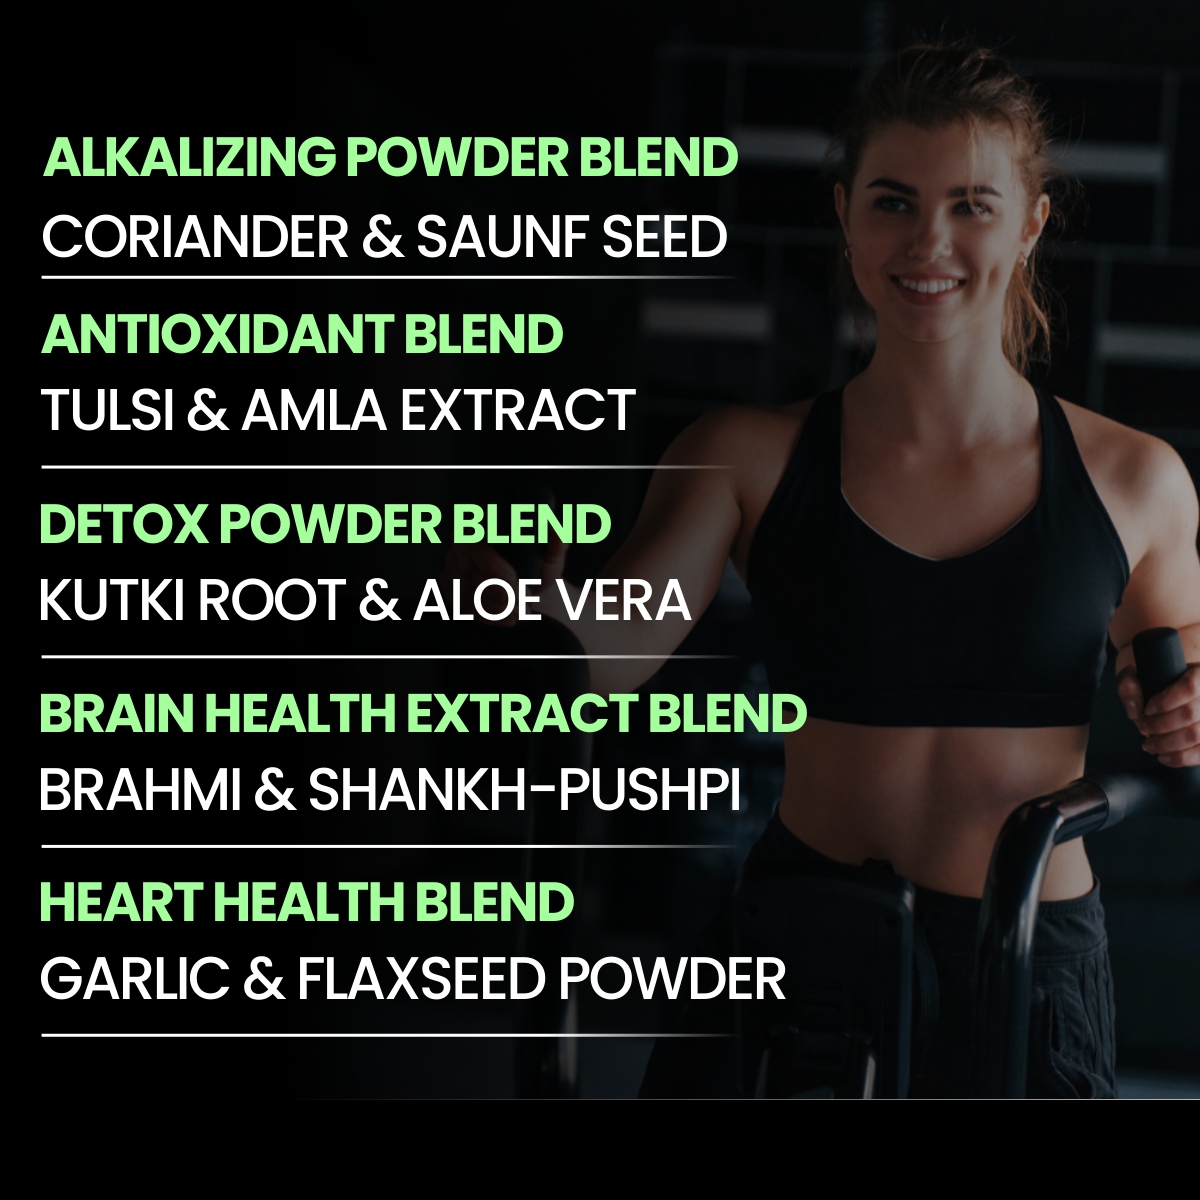 ALKALIZING POWDER BLEND
CORIANDER & SAUNF SEED
ANTIOXIDANT BLEND
TULSI & AMLA EXTRACT
DETOX POWDER BLEND
KUTKI ROOT & ALOE VERA
BRAIN HEALTH EXTRACT BLEND
BRAHMI & SHANKH-PUSHPI
HEART HEALTH BLEND
GARLIC & FLAXSEED POWDER